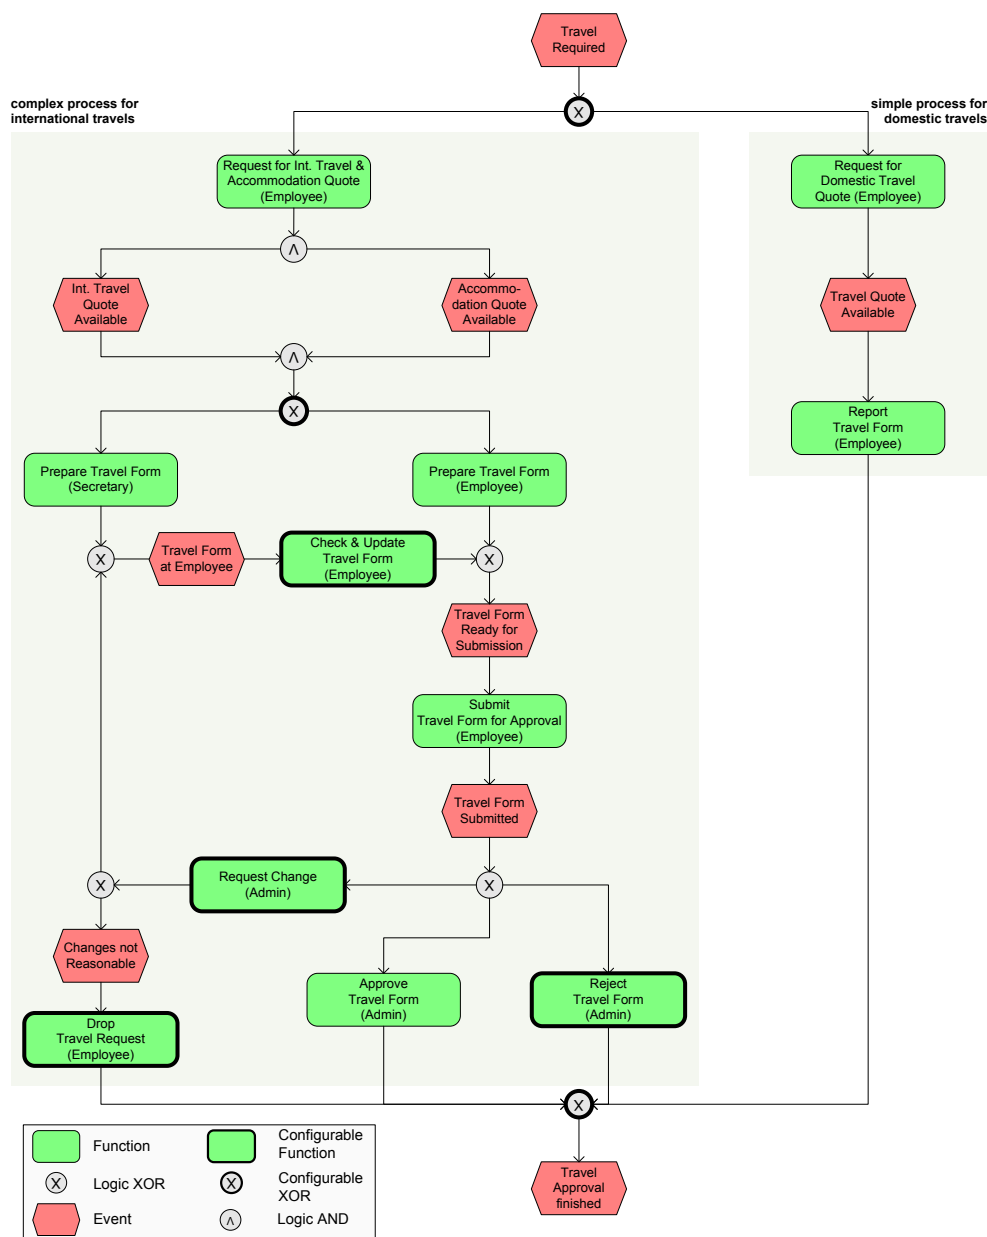 Travel
Required
complex process for
international travels
X
simple process for
domestic travels
Request for Int. Travel &
Accommodation Quote
(Employee)
Request for
Domestic Travel
Quote (Employee)
Λ
Int. Travel
Quote
Available
Accommo-
dation Quote
Available
Travel Quote
Available
Λ
X
Report
Travel Form
(Employee)
Prepare Travel Form
(Secretary)
Prepare Travel Form
(Employee)
X
Travel Form
at Employee
Check & Update
Travel Form
(Employee)
X
Travel Form
Ready for
Submission
Submit
Travel Form for Approval
(Employee)
Travel Form
Submitted
X
Request Change
(Admin)
X
Changes not
Reasonable
Approve
Travel Form
(Admin)
Reject
Travel Form
(Admin)
Drop
Travel Request
(Employee)
X
Function
Configurable
Function
X
Logic XOR
X
Configurable
XOR
Event
Λ
Logic AND
Travel
Approval
finished